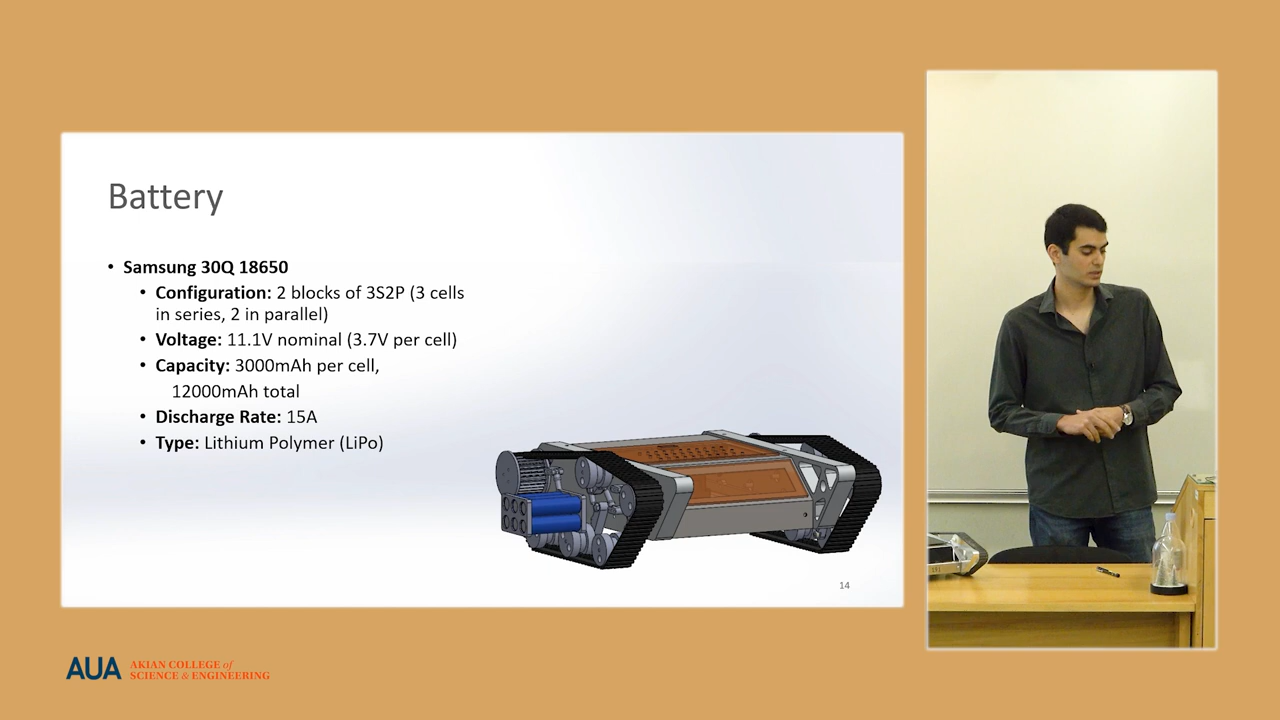 Battery
• Samsung 30Q 18650
• Configuration: 2 blocks of 3S2P (3 cells
in series, 2 in parallel)
• Voltage: 11.1V nominal (3.7V per cell)
• Capacity: 3000mAh per cell,
12000mAh total
• Discharge Rate: 15A
• Type: Lithium Polymer (LiPo)
14
AUA
AKIAN COLLEGE of
SCIENCE & ENGINEERING